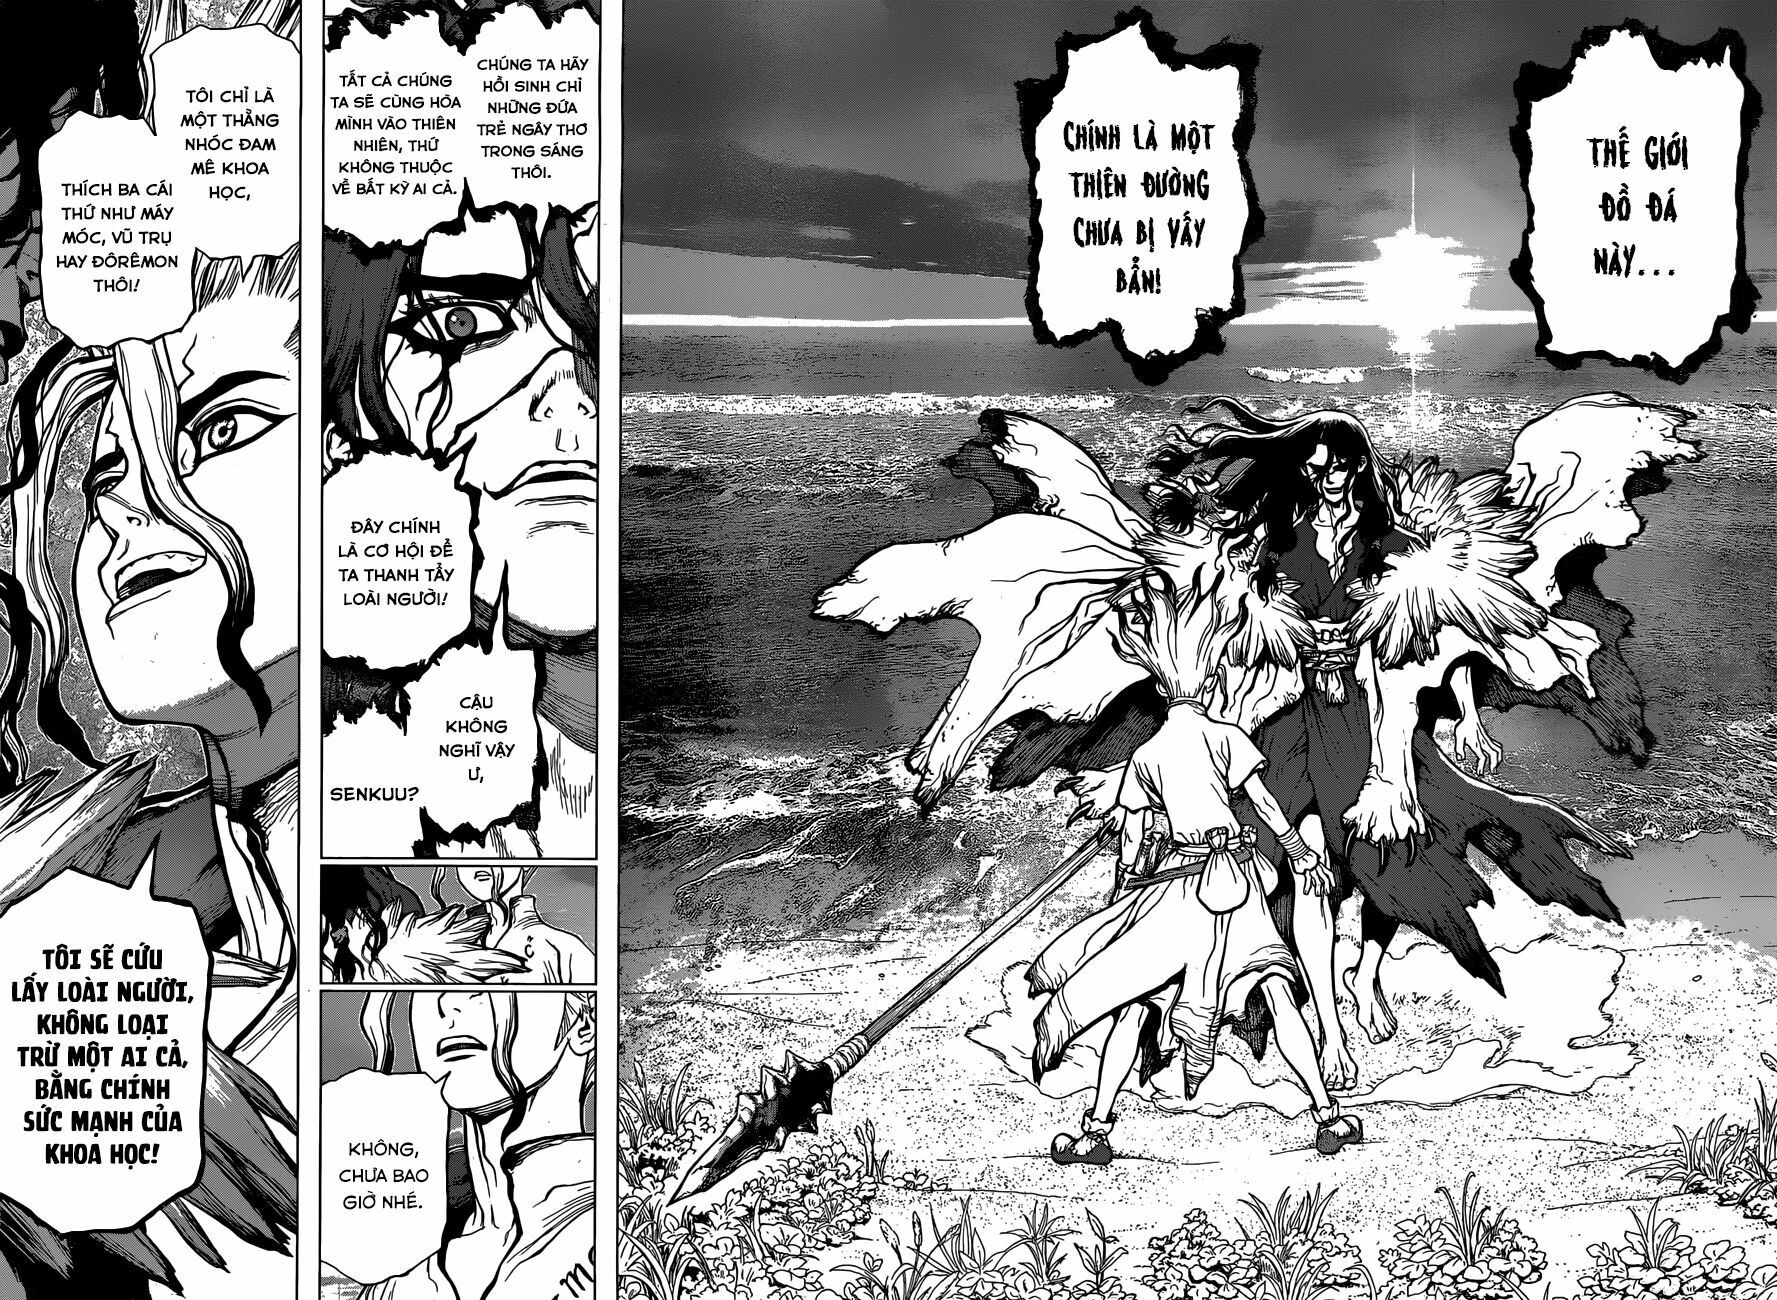 THẾ GIỚI
ĐỒ ĐÁ
NÀY...
CHÍNH LÀ MỘT
THIÊN ĐƯỜNG
CHƯA BỊ VẤY
BẨN!
CHÚNG TA HÃY
HỒI SINH CHỈ
NHỮNG ĐỨA
TRẺ NGÂY THƠ
TRONG SÁNG
THÔI.
TẤT CẢ CHÚNG
TA SẼ CÙNG HÒA
MÌNH VÀO THIÊN
NHIÊN, THỨ
KHÔNG THUỘC
VỀ BẤT KỲ AI CẢ.
ĐÂY CHÍNH
LÀ CƠ HỘI ĐỂ
TA THANH TẨY
LOÀI NGƯỜI!
CẬU
KHÔNG
NGHĨ VẬY
Ư,
SENKUU?
KHÔNG,
CHƯA BAO
GIỜ NHÉ.
TÔI CHỈ LÀ
MỘT THẰNG
NHÓC ĐAM
MÊ KHOA
HỌC,
THÍCH BA CÁI
THỨ NHƯ MÁY
MÓC, VŨ TRỤ
HAY ĐÔRÊMON
THÔI!
TÔI SẼ CỨU
LẤY LOÀI NGƯỜI,
KHÔNG LOẠI
TRỪ MỘT AI CẢ,
BẰNG CHÍNH
SỨC MẠNH CỦA
KHOA HỌC!